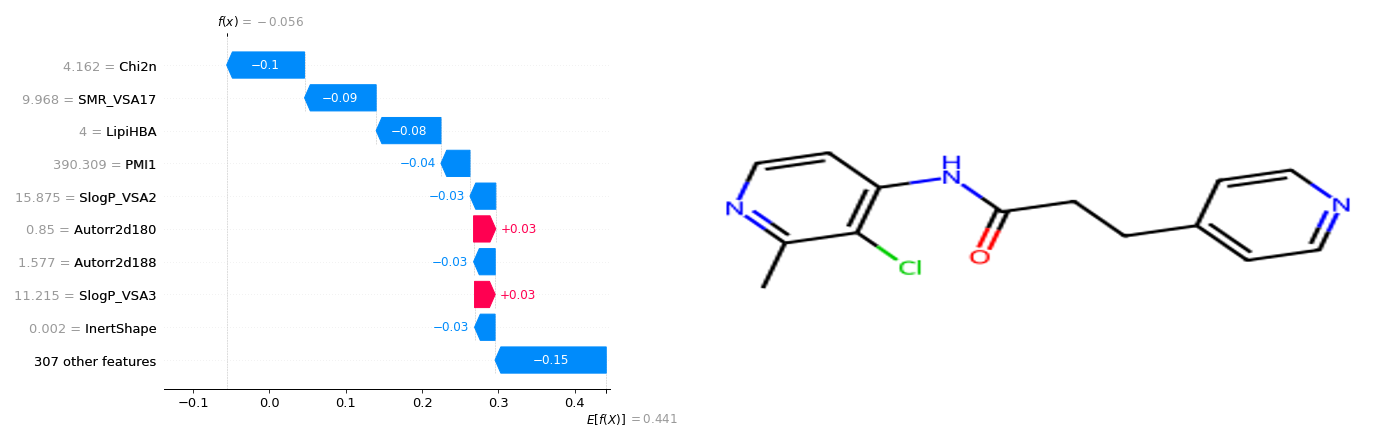 f(x) = −0.056
4.162 = Chi2n
−0.1
9.968 = SMR_VSA17
−0.09
4 = LipiHBA
−0.08
390.309 = PMI1
−0.04
15.875 = SlogP_VSA2
−0.03
0.85 = Autorr2d180
+0.03
1.577 = Autorr2d188
−0.03
11.215 = SlogP_VSA3
+0.03
0.002 = InertShape
−0.03
307 other features
−0.15
−0.1 0.0 0.1 0.2 0.3 0.4
E[f(X)] = 0.441
H
N
N
N
O
Cl